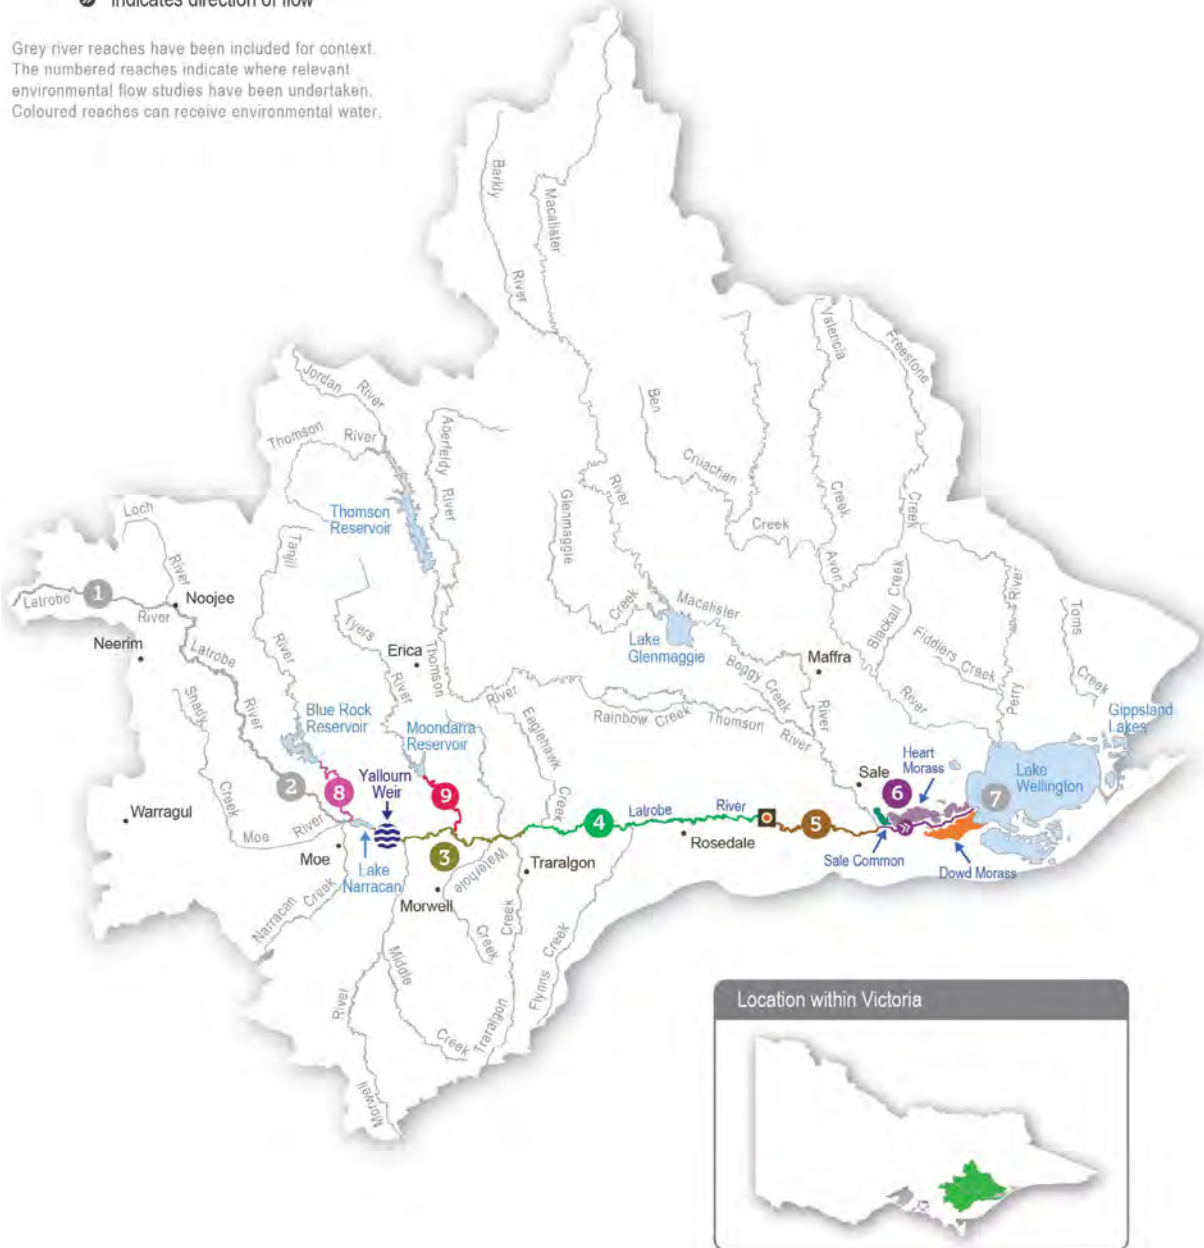 indicates direction of flow
Grey river reaches have been included for context.
The numbered reaches indicate where relevant
environmental flow studies have been undertaken.
Coloured reaches can receive environmental water.
Barkly
River
Macalister
River
Jordan
River
Thomson
River
Aberfeldy
River
Thomson
Reservoir
Ben
Cruachan
Creek
Valencia
Creek
Freestone
Creek
Loch
River
Latrobe
1
River
Noojee
Neerim
Latrobe
River
Tanjil
River
Tyers
River
Erica
Thomson
River
Glenmaggie
Creek
Lake
Glenmaggie
Macalister
River
Boggy Creek
Maffra
Avon
River
Blackall Creek
Fiddlers Creek
Perry
River
Toms
Creek
Gippsland
Lakes
Rainbow Creek
Thomson
River
Eaglehawk
Creek
Shady
Creek
Blue Rock
Reservoir
Moondarra
Reservoir
Yallourn
Weir
2
8
9
Warragul
Moe
River
Moe
Lake
Narracan
Narracan
Creek
3
Morwell
Waterhole
Creek
Traralgon
4
Latrobe
River
Rosedale
5
Sale
6
Heart
Morass
7
Lake
Wellington
Sale Common
Dowd Morass
Middle
Creek
Traralgon
Creek
Flynns
Creek
River
Morwell
Location within Victoria